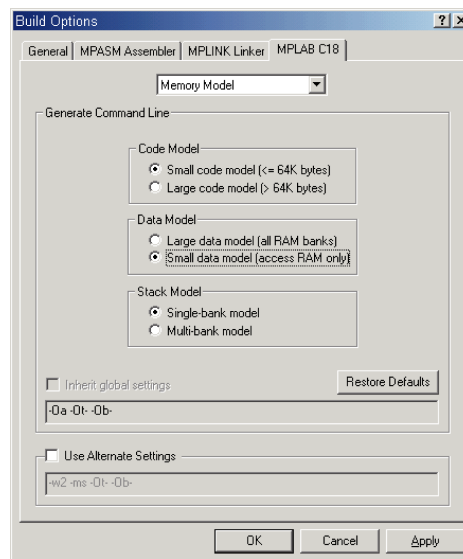 Build Options
General MPASM Assembler MPLINK Linker MPLAB C18
Memory Model
Generate Command Line
Code Model
Small code model (<= 64K bytes)
Large code model (> 64K bytes)
Data Model
Large data model (all RAM banks)
Small data model (access RAM only)
Stack Model
Single-bank model
Multi-bank model
Inherit global settings
Restore Defaults
-Oa -Ot- -Ob-
Use Alternate Settings
-w2 -ms -Ot- -Ob-
OK Cancel Apply